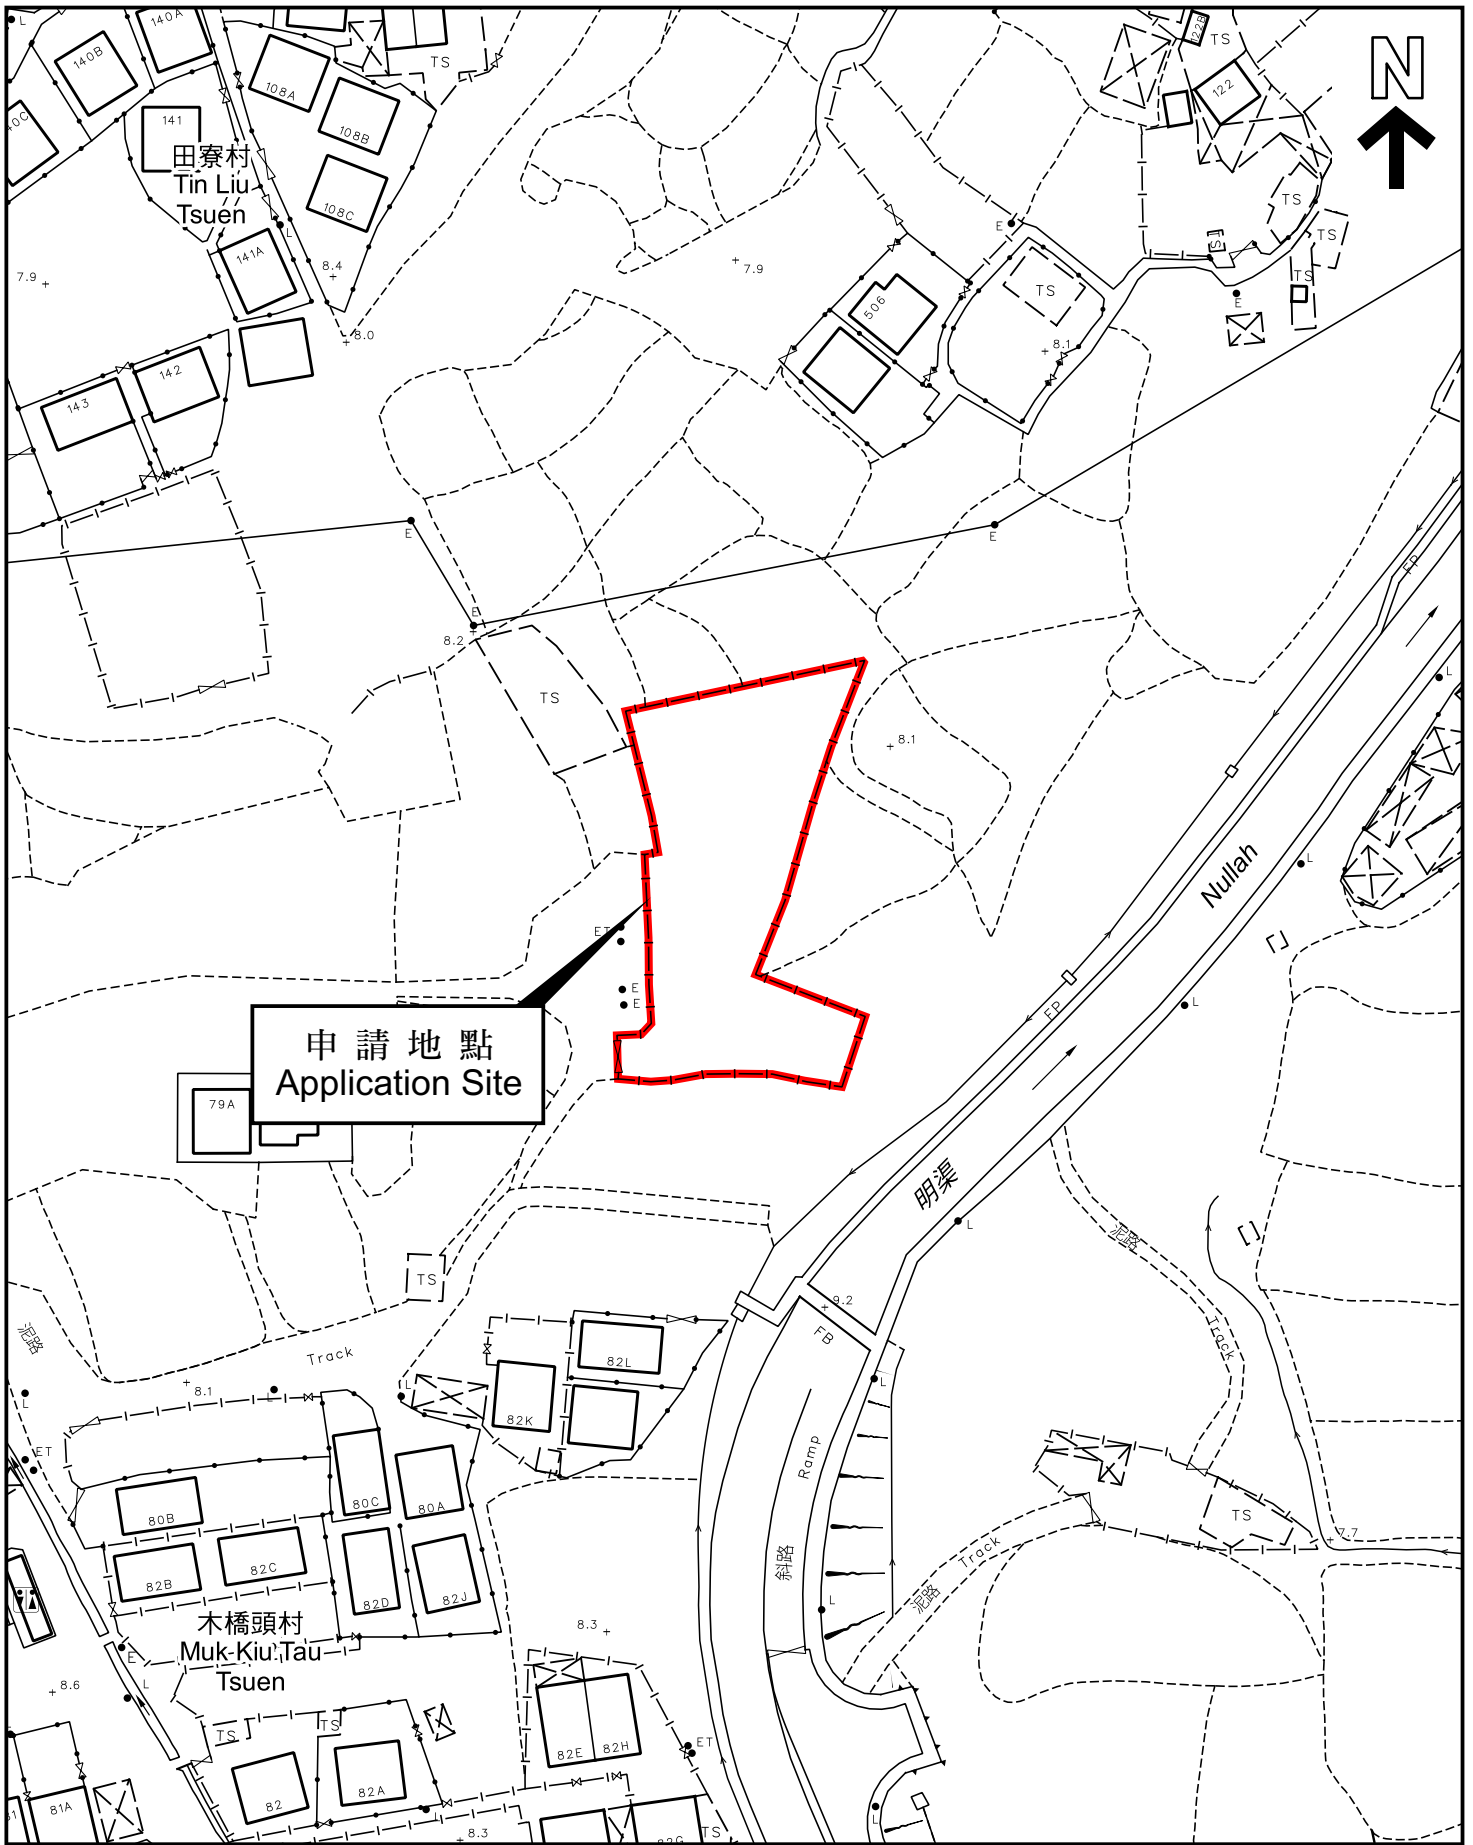 L
140A
140B
TS
122B
TS
N
108A
122
141
108B
田寮村
Tin Liu
Tsuen
108C
TS
L
E
TS
TS
141A
8.4
7.9
7.9
TS
TS
E
506
8.0
8.1
142
143
E
E
FP
E
8.2
L
TS
8.1
Nullah
L
ET
E
E
L
FP
申請地點
Application Site
79A
明渠
L
泥路
TS
9.2
泥路
FB
Track
Track
82L
8.1
L
L
L
L
82K
Ramp
ET
80C
80A
80B
TS
7.7
82C
Track
82B
斜路
82D
82J
泥路
L
木橋頭村
Muk Kiu Tau
Tsuen
8.3
E
L
8.6
TS
TS
ET
82E
82H
82A
82
81A
L
L
81
82G
TS
8.3